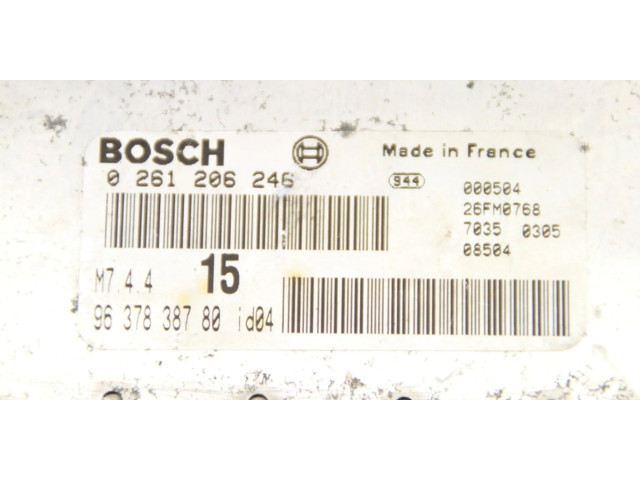 BOSCH Made in France
0 261 206 246 944 000504
26FM0768
7035 0305
08504
M7.4.4 15
96 378 387 80 id04